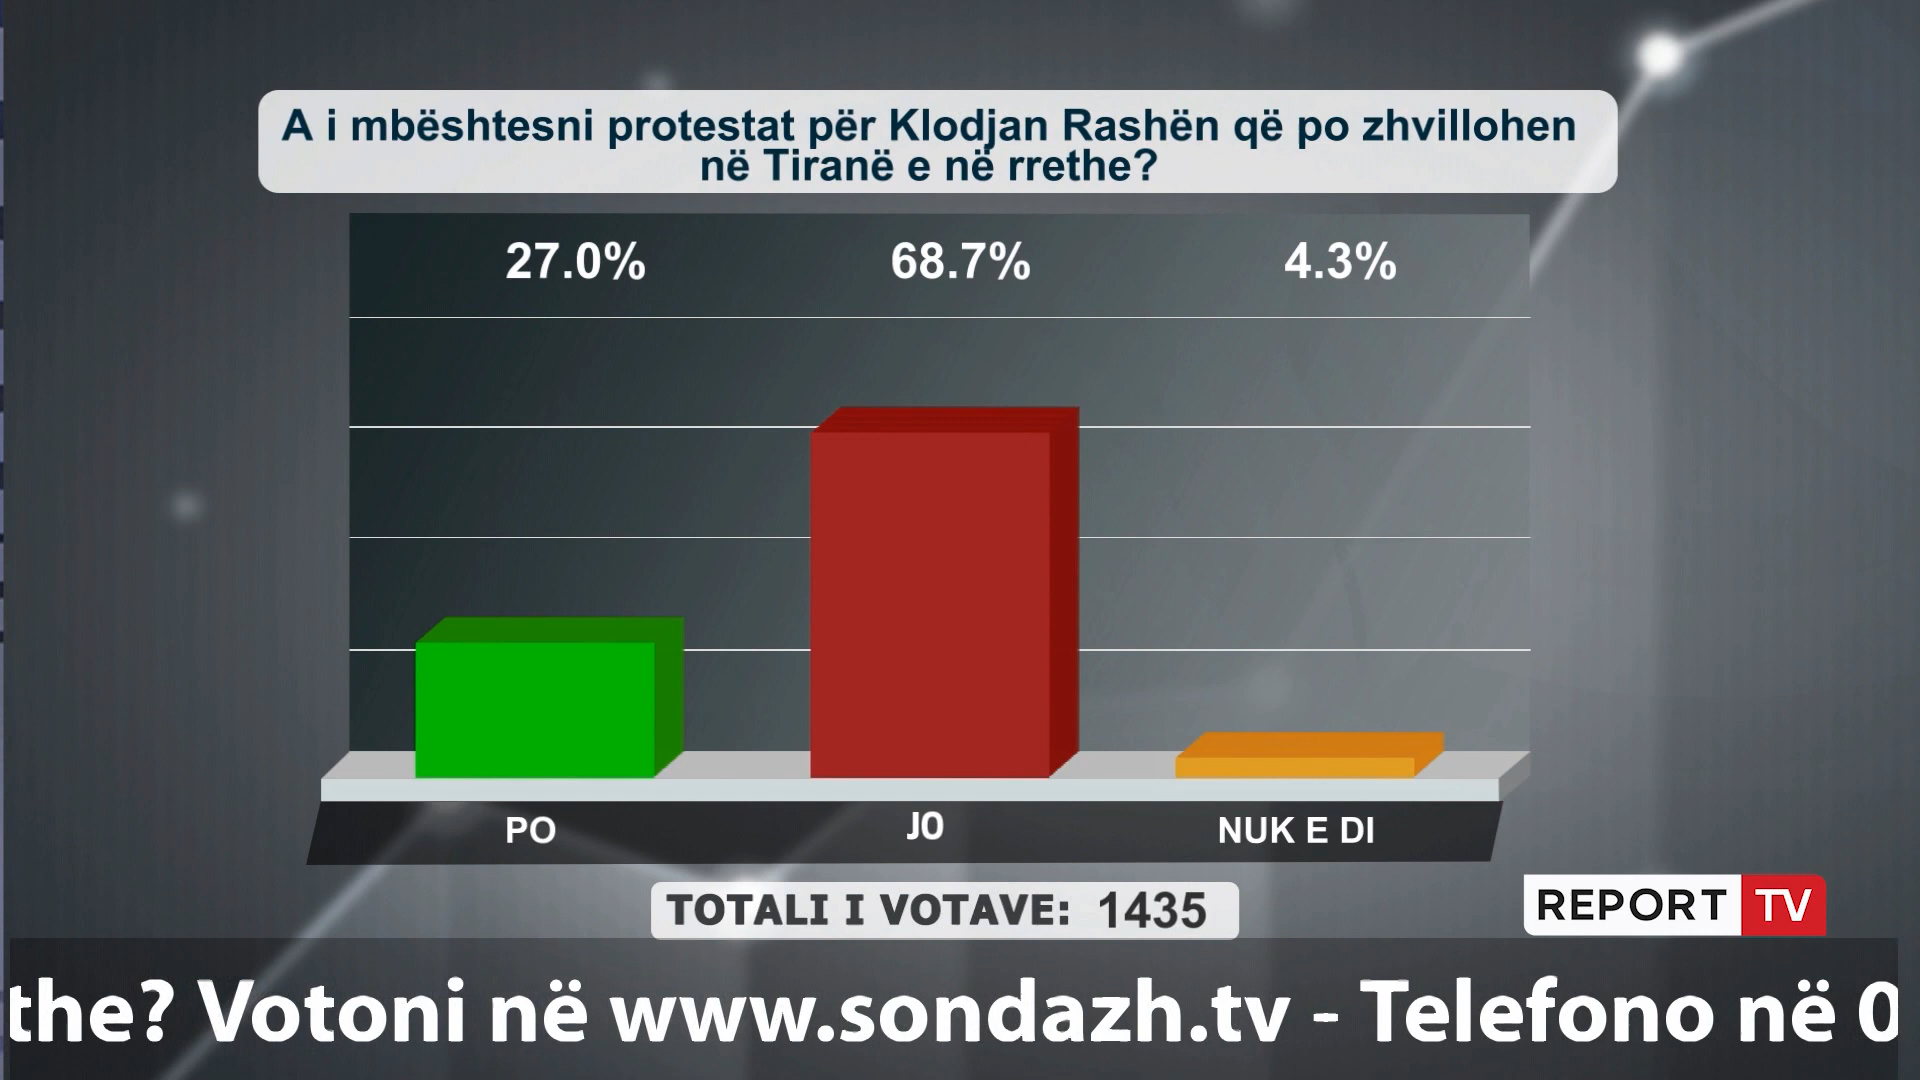 A i mbështesni protestat për Klodjan Rashën që po zhvillohen
në Tiranë e në rrethe?
27.0% 68.7% 4.3%
PO JO NUK E DI
TOTALI I VOTAVE: 1435
REPORT TV
the? Votoni në www.sondazh.tv - Telefono në 0